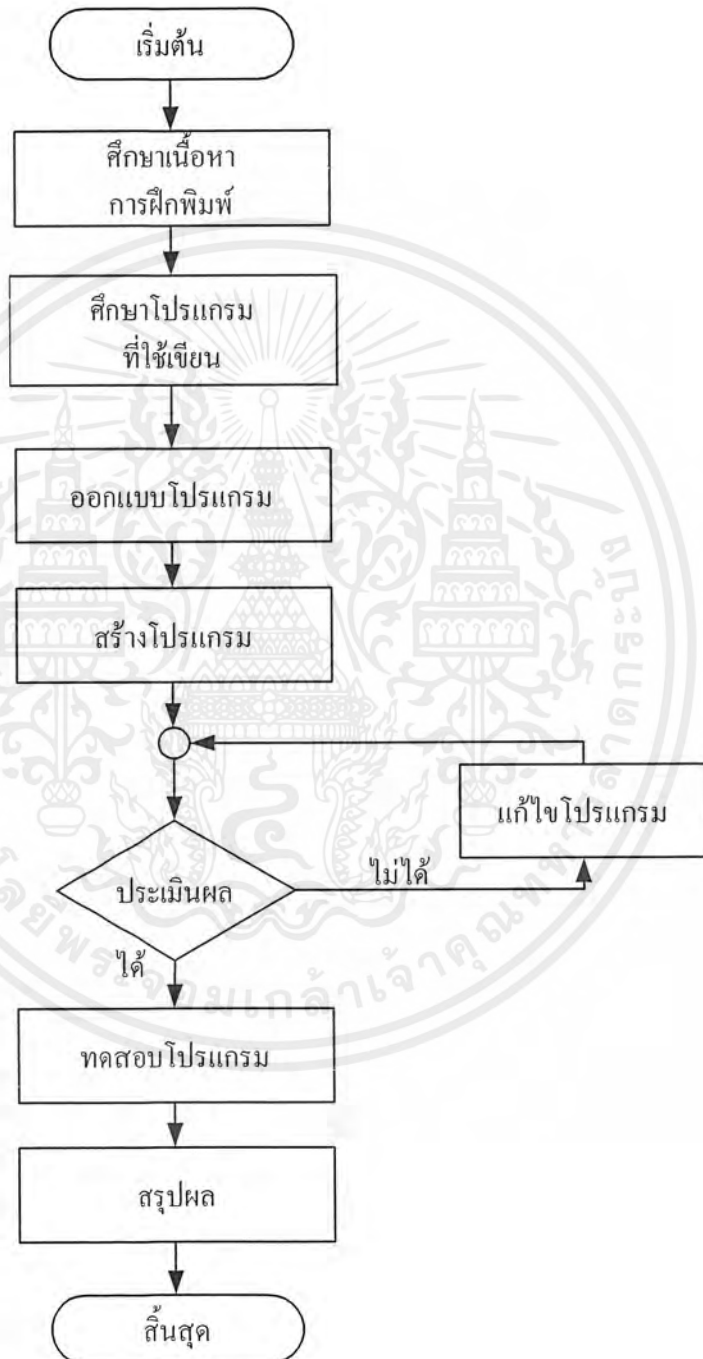 เริ่มต้น
ศึกษาเนื้อหา
การฝึกพิมพ์
ศึกษาโปรแกรม
ที่ใช้เขียน
ออกแบบโปรแกรม
สร้างโปรแกรม
แก้ไขโปรแกรม
ประเมินผล
ไม่ได้
ได้
ทดสอบโปรแกรม
สรุปผล
สิ้นสุด